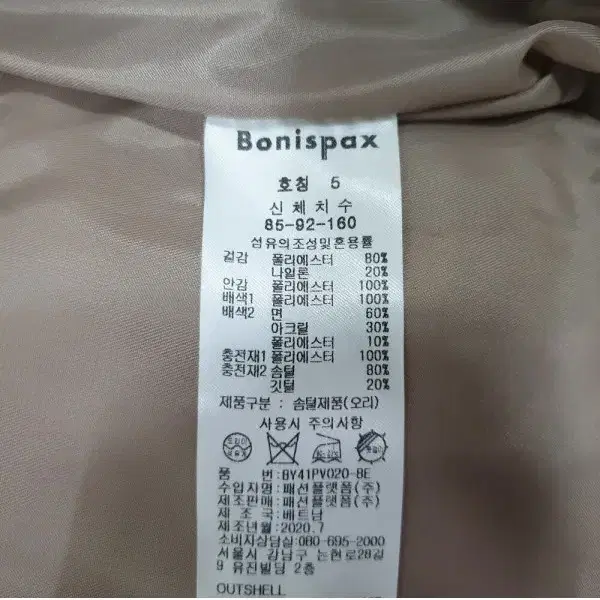 Bonispax
호칭 5
신체치수
85-92-160
섬유의조성및혼용률
겉감 폴리에스터 80%
나일론 20%
안감 폴리에스터 100%
배색1 폴리에스터 100%
배색2 면 60%
아크릴 30%
폴리에스터 10%
충전재1 폴리에스터 100%
충전재2 솜털 80%
깃털 20%
제품구분 : 솜털제품(오리)
사용시 주의사항
드라이
품 번:BY41PV020-BE
수입자명:패션플랫폼(주)
제조판매:패션플랫폼(주)
제 조 국:베트남
제조년월:2020.7
소비자상담실:080-695-2000
서울시 강남구 논현로28길
9 유진빌딩 2층
OUTSHELL